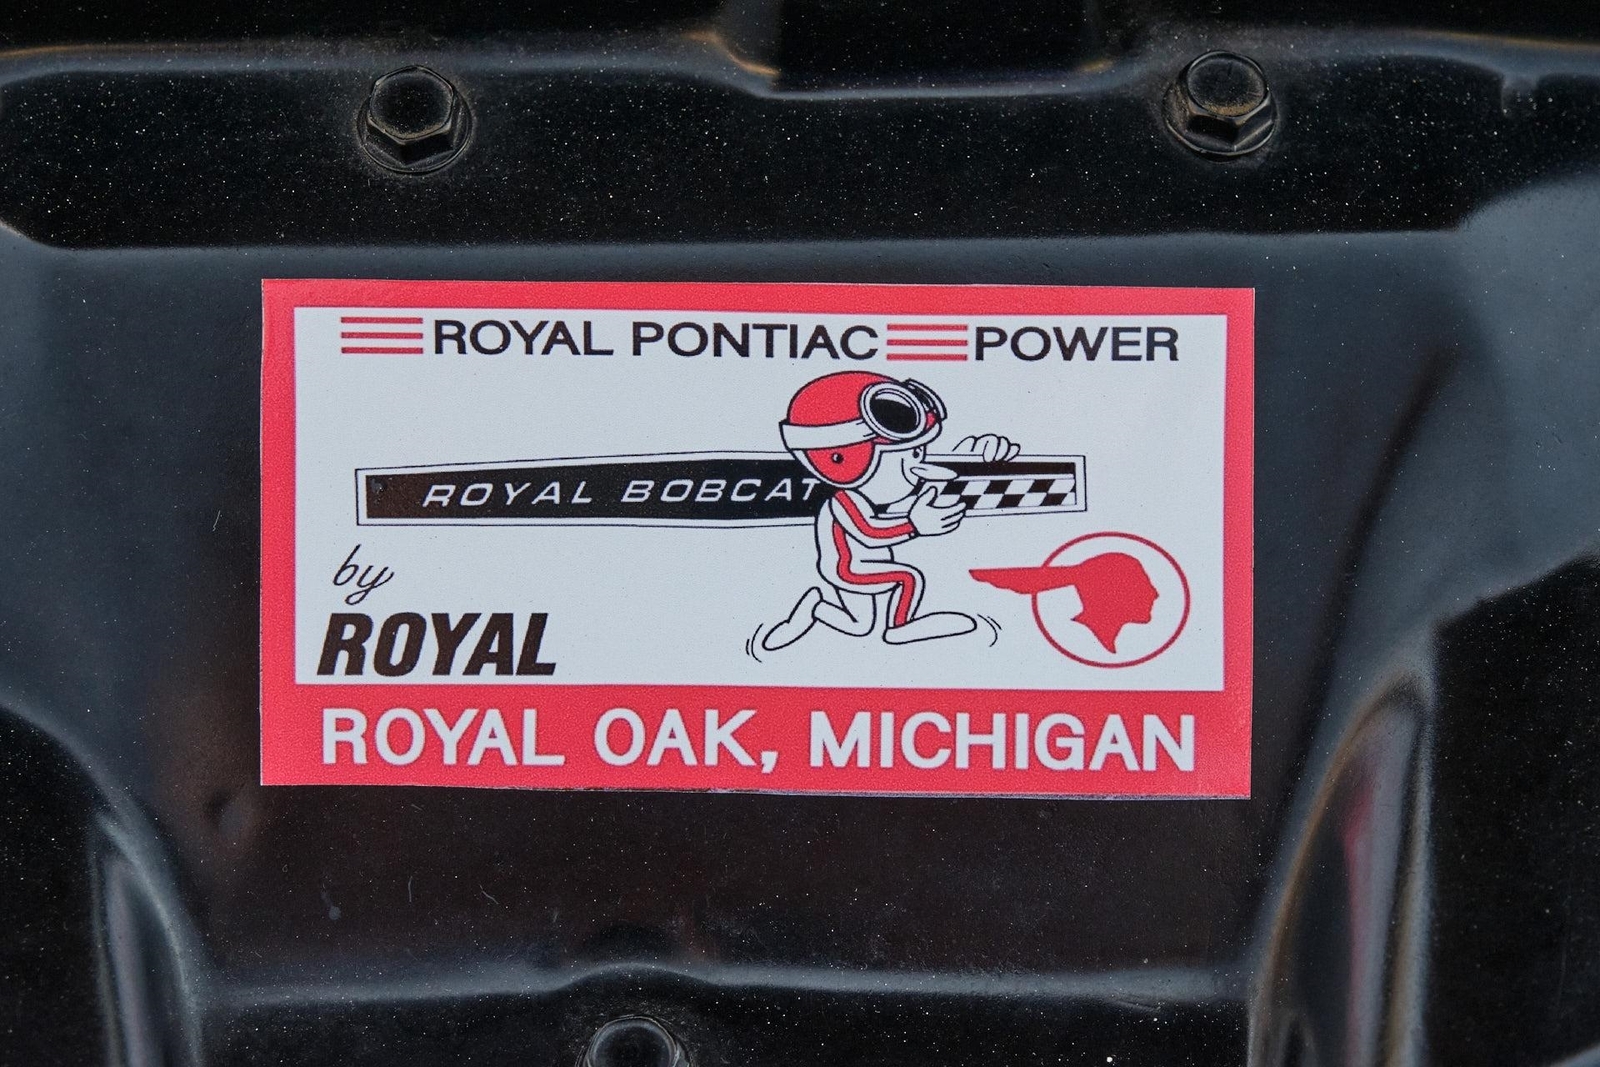 ROYAL PONTIAC POWER
ROYAL BOBCAT
by
ROYAL
ROYAL OAK, MICHIGAN